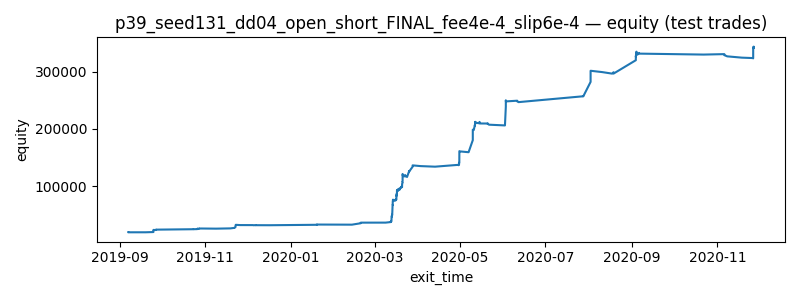 p39_seed131_dd04_open_short_FINAL_fee4e-4_slip6e-4 — equity (test trades)
300000
200000
100000
equity
2019-09 2019-11 2020-01 2020-03 2020-05 2020-07 2020-09 2020-11
exit_time